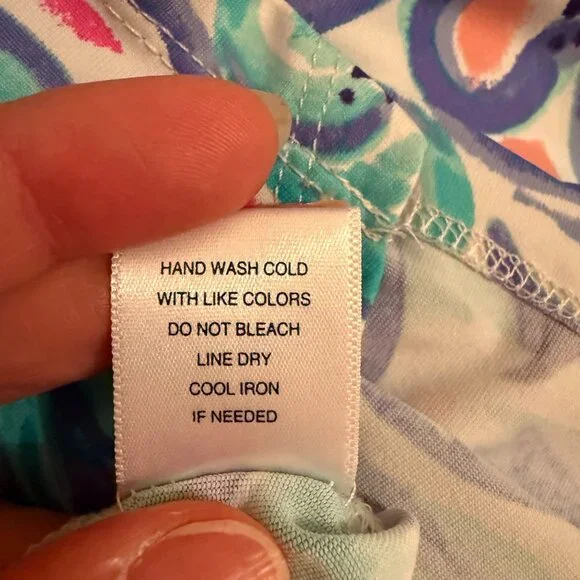 HAND WASH COLD
WITH LIKE COLORS
DO NOT BLEACH
LINE DRY
COOL IRON
IF NEEDED